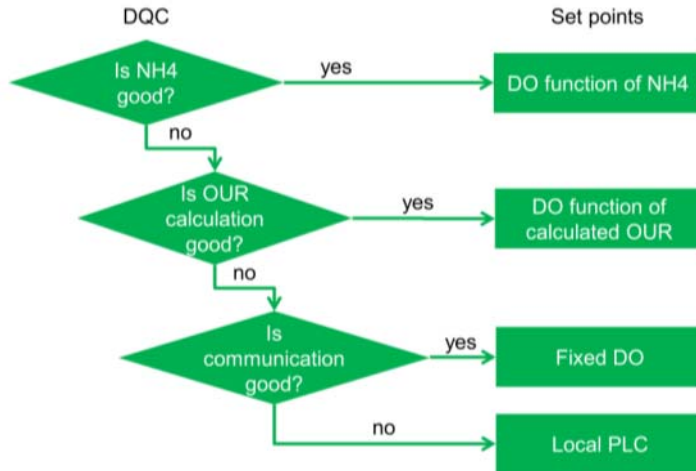 DQC
Set points
Is NH4
good?
yes
DO function of NH4
no
Is OUR
calculation
good?
yes
DO function of
calculated OUR
no
Is
communication
good?
yes
Fixed DO
no
Local PLC